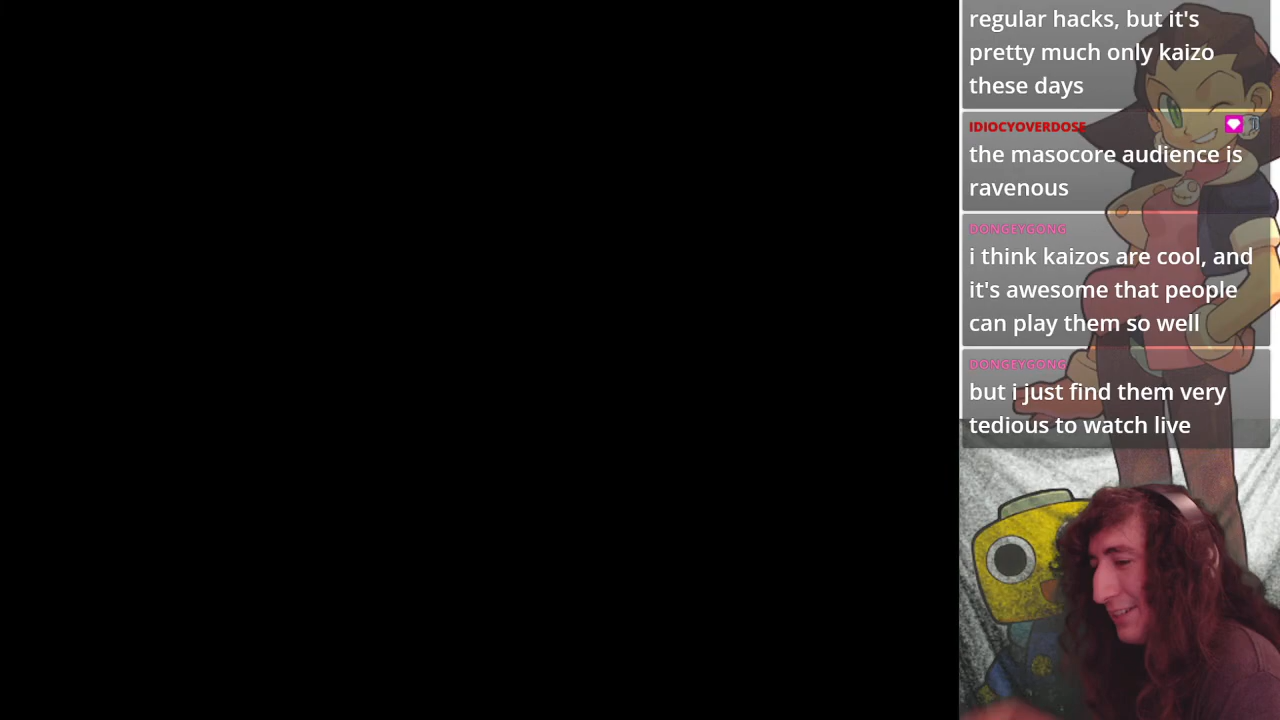 regular hacks, but it's
pretty much only kaizo
these days
IDIOCYOVERDOSE
the masocore audience is
ravenous
DONGEYGONG
i think kaizos are cool, and
it's awesome that people
can play them so well
DONGEYGONG
but i just find them very
tedious to watch live